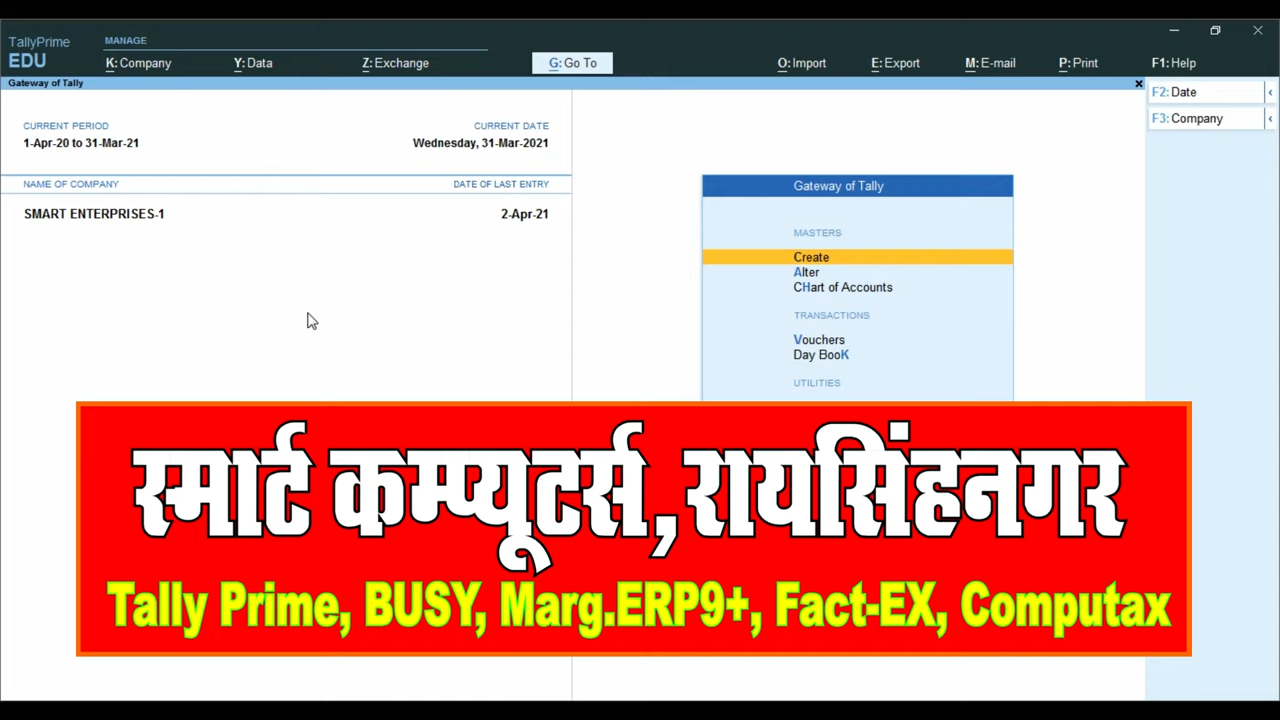 TallyPrime
EDU
MANAGE
K: Company
Y: Data
Z: Exchange
G: Go To
O: Import
E: Export
M: E-mail
P: Print
F1: Help
Gateway of Tally
F2: Date
F3: Company
CURRENT PERIOD
CURRENT DATE
1-Apr-20 to 31-Mar-21
Wednesday, 31-Mar-2021
NAME OF COMPANY
DATE OF LAST ENTRY
SMART ENTERPRISES-1
2-Apr-21
Gateway of Tally
MASTERS
Create
Alter
CHart of Accounts
TRANSACTIONS
Vouchers
Day BooK
UTILITIES
स्मार्ट कम्प्यूटर्स,रायसिंहनगर
Tally Prime, BUSY, Marg.ERP9+, Fact-EX, Computax